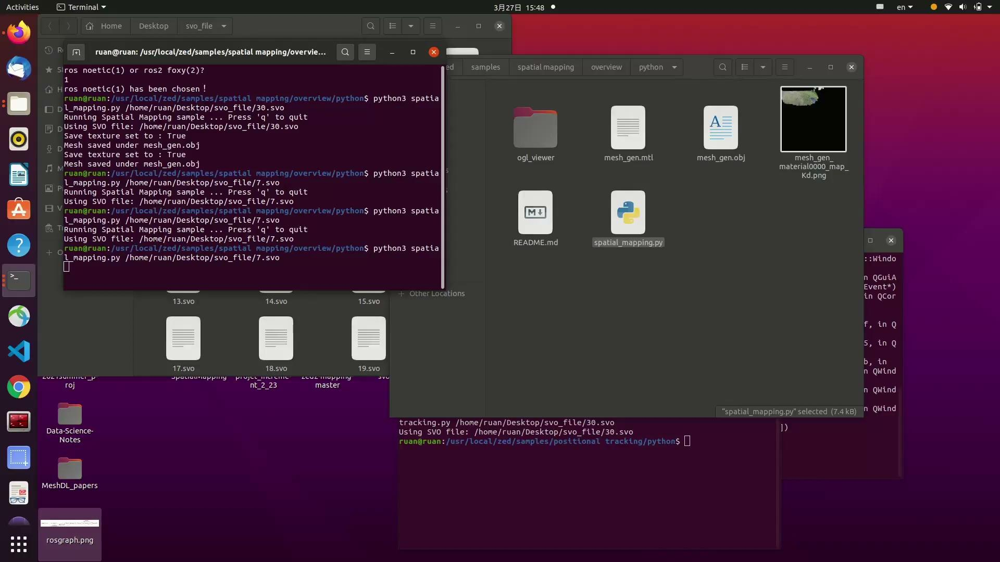 Activities
Terminal
3月27日 15:48
en
Home
Desktop
svo_file
ruan@ruan: /usr/local/zed/samples/spatial mapping/overvie...
ros noetic(1) or ros2 foxy(2)?
1
ros noetic(1) has been chosen！
ruan@ruan:/usr/local/zed/samples/spatial mapping/overview/python$ python3 spatia
l_mapping.py /home/ruan/Desktop/svo_file/30.svo
Running Spatial Mapping sample ... Press 'q' to quit
Using SVO file: /home/ruan/Desktop/svo_file/30.svo
Save texture set to : True
Mesh saved under mesh_gen.obj
Save texture set to : True
Mesh saved under mesh_gen.obj
ruan@ruan:/usr/local/zed/samples/spatial mapping/overview/python$ python3 spatia
l_mapping.py /home/ruan/Desktop/svo_file/7.svo
Running Spatial Mapping sample ... Press 'q' to quit
Using SVO file: /home/ruan/Desktop/svo_file/7.svo
ruan@ruan:/usr/local/zed/samples/spatial mapping/overview/python$ python3 spatia
l_mapping.py /home/ruan/Desktop/svo_file/7.svo
Running Spatial Mapping sample ... Press 'q' to quit
Using SVO file: /home/ruan/Desktop/svo_file/7.svo
ruan@ruan:/usr/local/zed/samples/spatial mapping/overview/python$ python3 spatia
l_mapping.py /home/ruan/Desktop/svo_file/7.svo
13.svo
14.svo
15.svo
17.svo
18.svo
19.svo
ed
samples
spatial mapping
overview
python
ogl_viewer
mesh_gen.mtl
mesh_gen.obj
mesh_gen_
material0000_map_
Kd.png
README.md
spatial_mapping.py
Other Locations
"spatial_mapping.py" selected (7.4 kB)
::Windo
n QGuiA
Event*)
in QCor
f, in Q
5, in Q
b, in
n QWind
n QWind
n QWind
])
tracking.py /home/ruan/Desktop/svo_file/30.svo
Using SVO file: /home/ruan/Desktop/svo_file/30.svo
ruan@ruan:/usr/local/zed/samples/positional tracking/python$
roj
SpatialMapping
nt_2_23
master
Data-Science-
Notes
MeshDL_papers
rosgraph.png